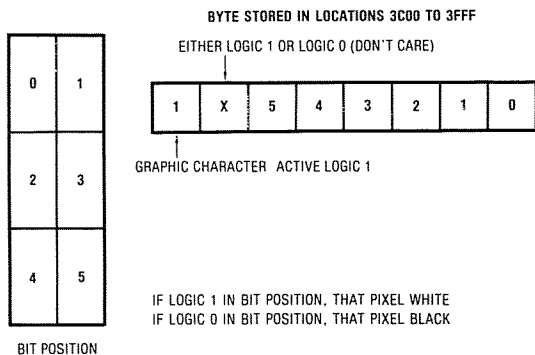 BYTE STORED IN LOCATIONS 3C00 TO 3FFF
EITHER LOGIC 1 OR LOGIC 0 (DON'T CARE)
1 X 5 4 3 2 1 0
GRAPHIC CHARACTER ACTIVE LOGIC 1
0 1
2 3
4 5
BIT POSITION
IF LOGIC 1 IN BIT POSITION, THAT PIXEL WHITE
IF LOGIC 0 IN BIT POSITION, THAT PIXEL BLACK